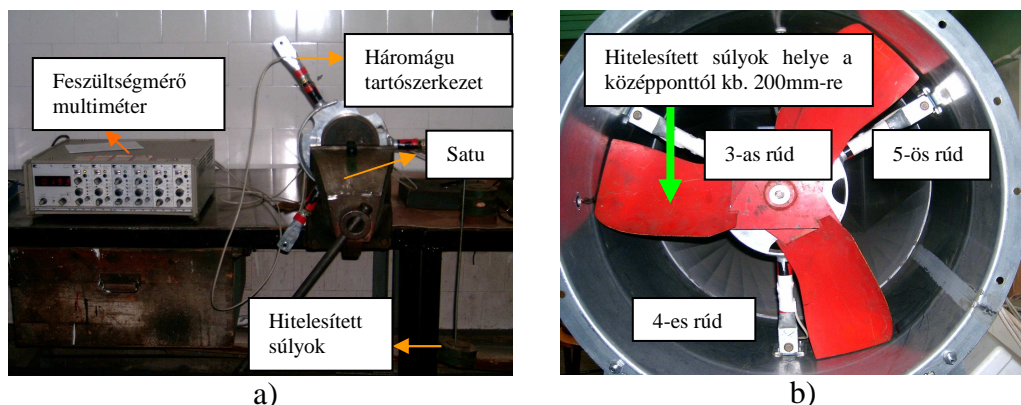 Feszültségmérő
multiméter
Háromágu
tartószerkezet
Satu
Hitelesített
súlyok
a)
Hitelesített súlyok helye a
középponttól kb. 200mm-re
3-as rúd
5-ös rúd
4-es rúd
b)